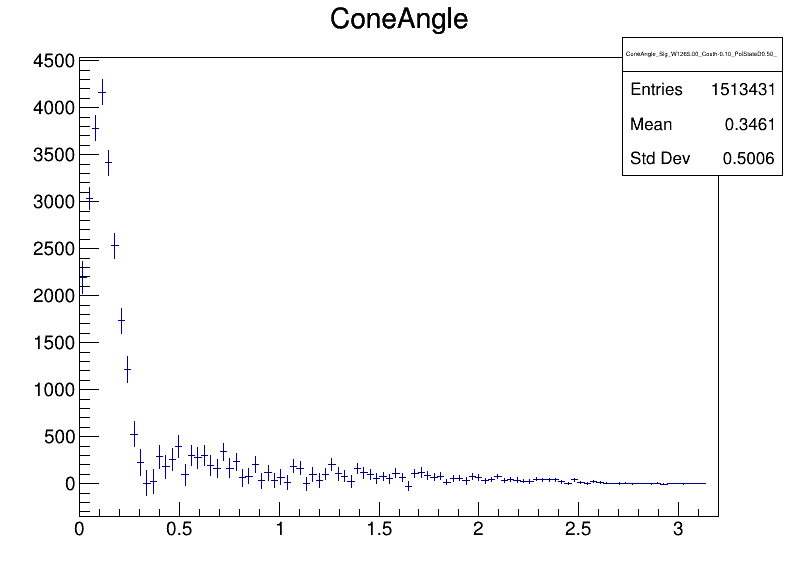 ConeAngle
ConeAngle_Sig_W1265.00_Costh-0.10_PolStateD0.50_
Entries 1513431
Mean 0.3461
Std Dev 0.5006
4500
4000
3500
3000
2500
2000
1500
1000
500
0
0 0.5 1 1.5 2 2.5 3